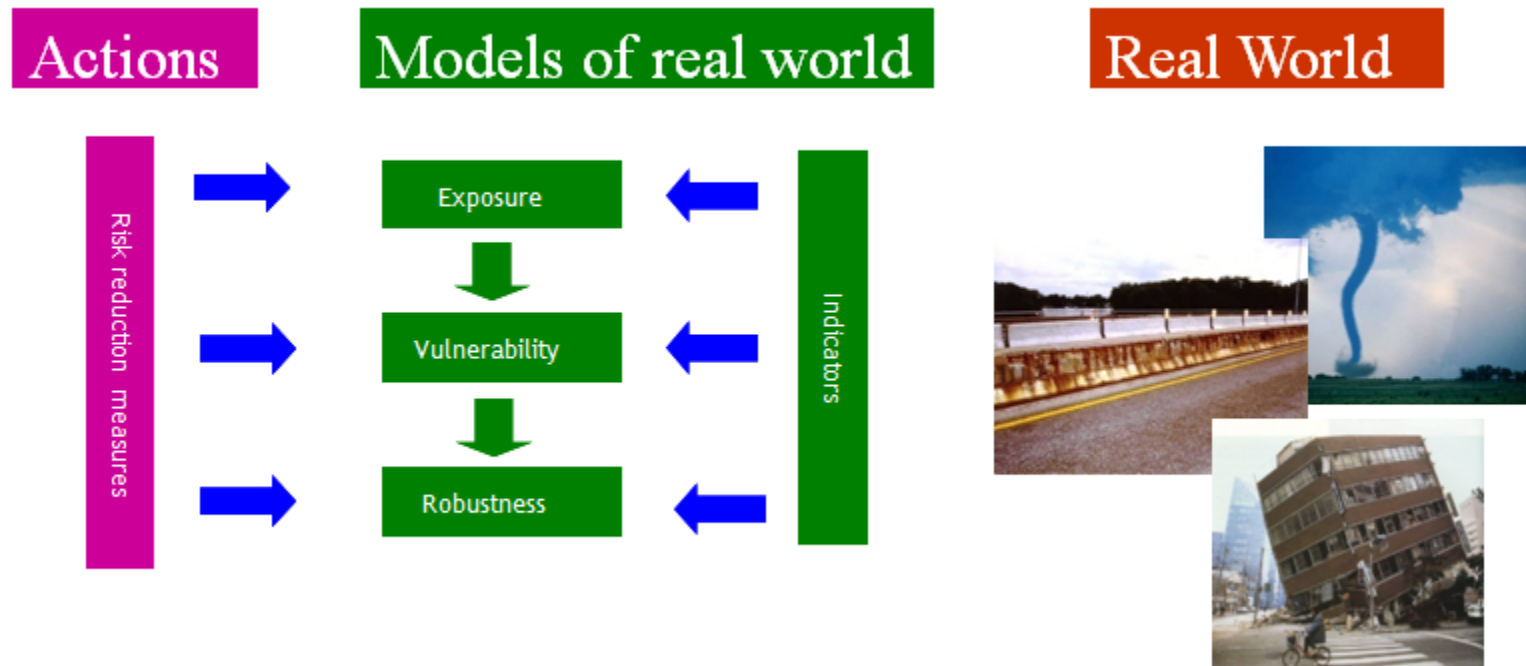 Actions
Models of real world
Real World
Risk reduction measures
Exposure
Vulnerability
Robustness
Indicators